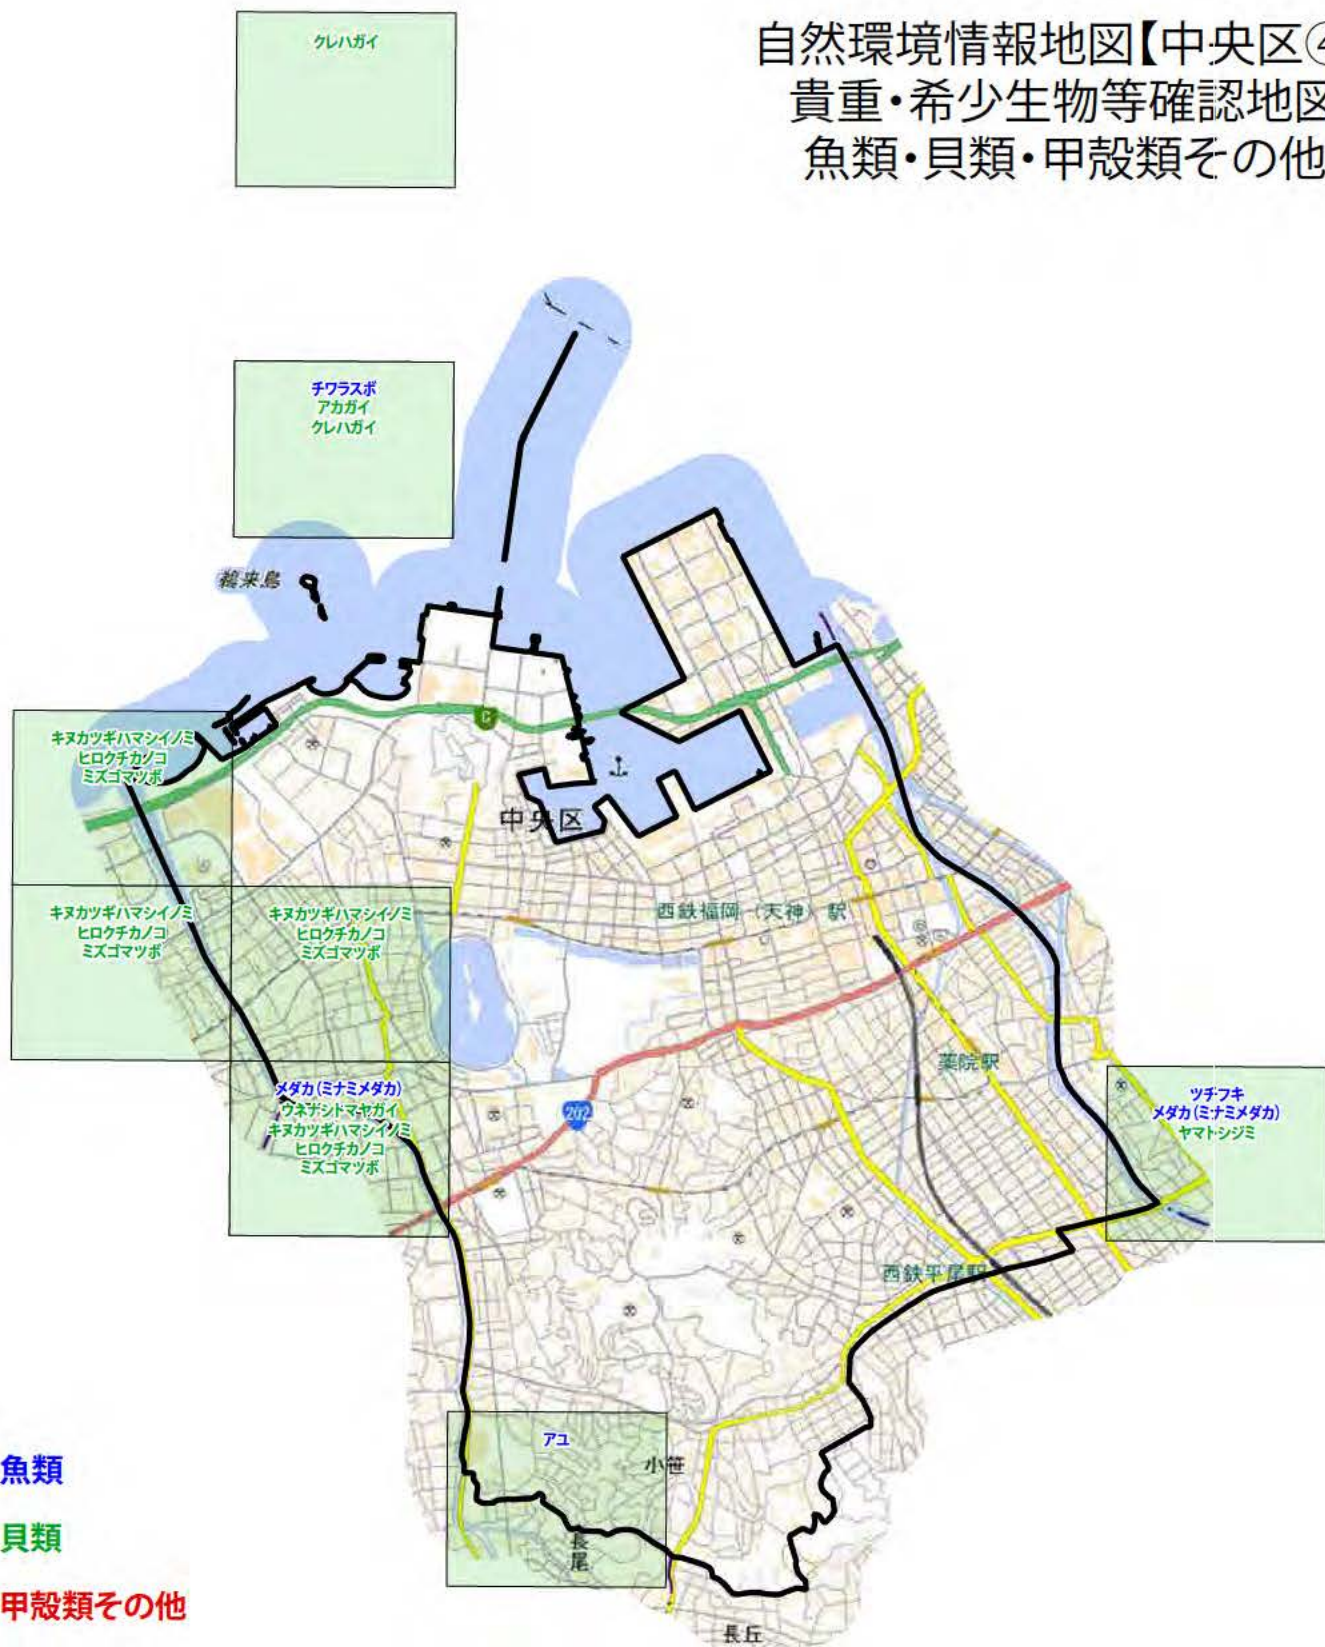 クレハガイ
自然環境情報地図【中央区④
貴重・希少生物等確認地図
魚類・貝類・甲殻類その他
チワラスボ
アカガイ
クレハガイ
鵜来島
キヌカツギハマシイノミ
ヒロクチカノコ
ミズゴマツボ
中央区
キヌカツギハマシイノミ
ヒロクチカノコ
ミズゴマツボ
キヌカツギハマシイノミ
ヒロクチカノコ
ミズゴマツボ
西鉄福岡(天神)駅
薬院駅
メダカ(ミナミメダカ)
ウネナシトマヤガイ
キヌカツギハマシイノミ
ヒロクチカノコ
ミズゴマツボ
202
ツチフキ
メダカ(ミナミメダカ)
ヤマトシジミ
西鉄平尾駅
アユ
小笹
長尾
長丘
魚類
貝類
甲殻類その他